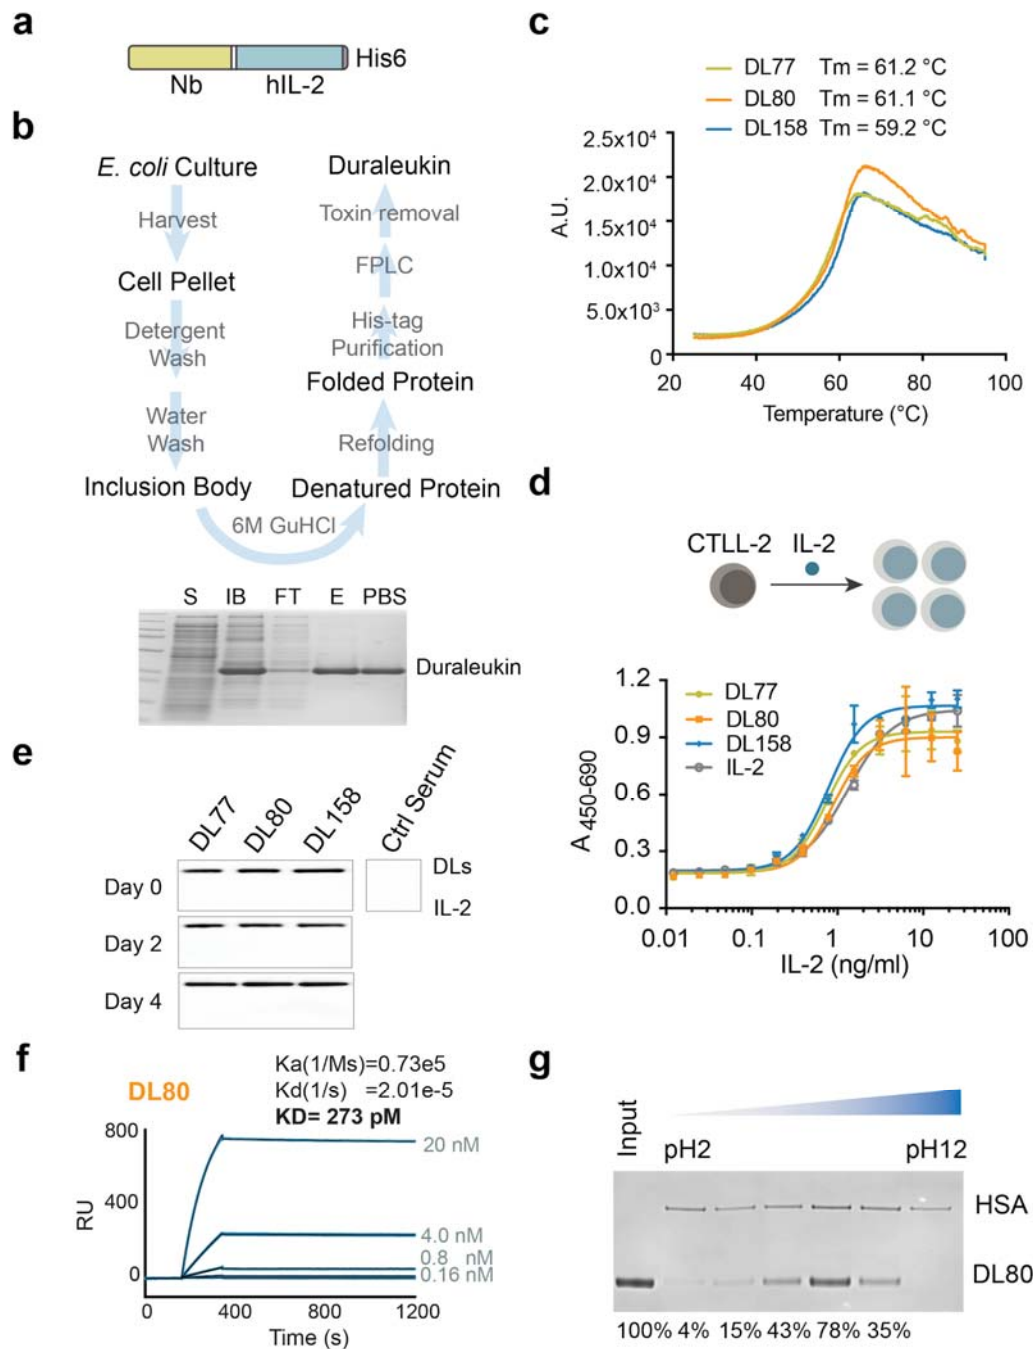 a
Nb
hIL-2
His6
b
E. coli Culture
Harvest
Cell Pellet
Detergent
Wash
Water
Wash
Inclusion Body
6M GuHCl
Denatured Protein
Refolding
Folded Protein
His-tag
Purification
FPLC
Toxin removal
Duraleukin
S IB FT E PBS
Duraleukin
c
DL77 Tm = 61.2 °C
DL80 Tm = 61.1 °C
DL158 Tm = 59.2 °C
2.5x10⁴
2.0x10⁴
1.5x10⁴
1.0x10⁴
5.0x10³
0
A.U.
20 40 60 80 100
Temperature (°C)
d
CTLL-2 IL-2
DL77
DL80
DL158
IL-2
1.2
0.9
0.6
0.3
0.0
A450-690
0.01 0.1 1 10 100
IL-2 (ng/ml)
e
DL77 DL80 DL158 Ctrl Serum
Day 0
DLs
IL-2
Day 2
Day 4
f
DL80
Ka(1/Ms)=0.73e5
Kd(1/s) =2.01e-5
KD= 273 pM
800
400
0
RU
20 nM
4.0 nM
0.8 nM
0.16 nM
0 400 800 1200
Time (s)
g
Input
pH2 pH12
HSA
DL80
100% 4% 15% 43% 78% 35%